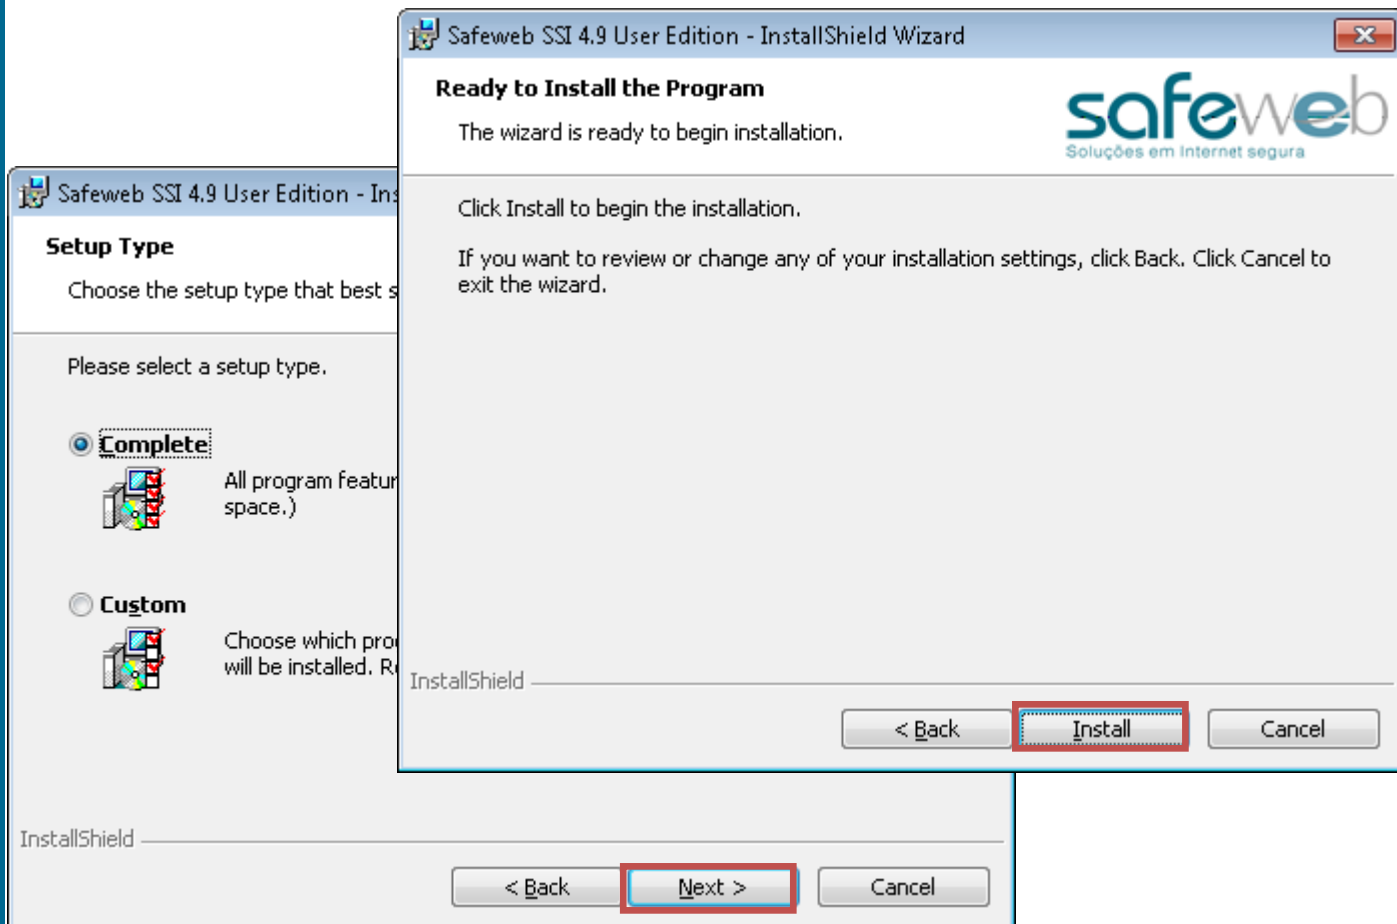 Safeweb SSI 4.9 User Edition - InstallShield Wizard
Ready to Install the Program
The wizard is ready to begin installation.
safeweb
Soluções em Internet segura
Click Install to begin the installation.
If you want to review or change any of your installation settings, click Back. Click Cancel to
exit the wizard.
InstallShield
< Back
Install
Cancel
Safeweb SSI 4.9 User Edition -
Setup Type
Choose the setup type that best
Please select a setup type.
Complete
All program
space.)
Custom
Choose which
will be installed.
InstallShield
< Back
Next >
Cancel